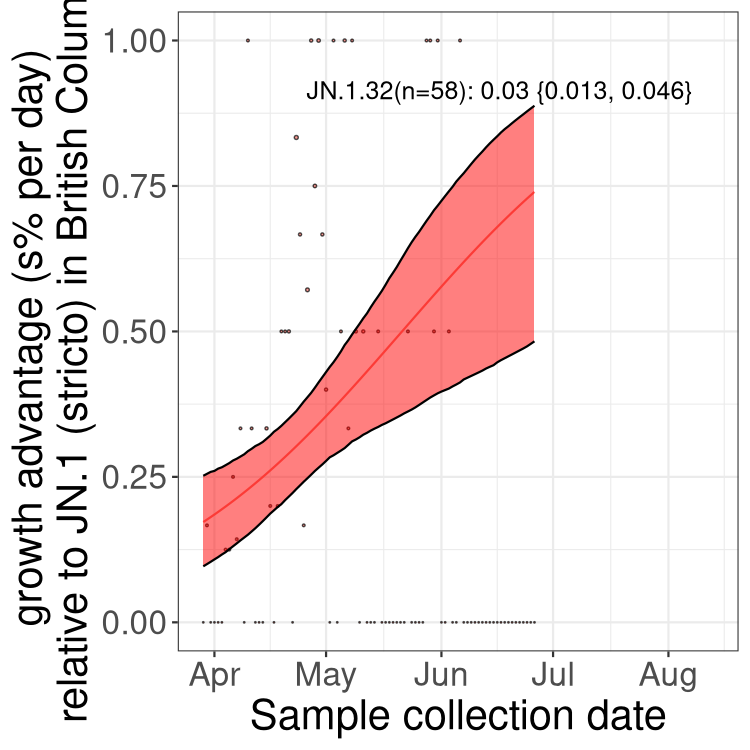 growth advantage (s% per day)
relative to JN.1 (stricto) in British Colum
1.00
0.75
0.50
0.25
0.00
JN.1.32(n=58): 0.03 {0.013, 0.046}
Apr May Jun Jul Aug
Sample collection date